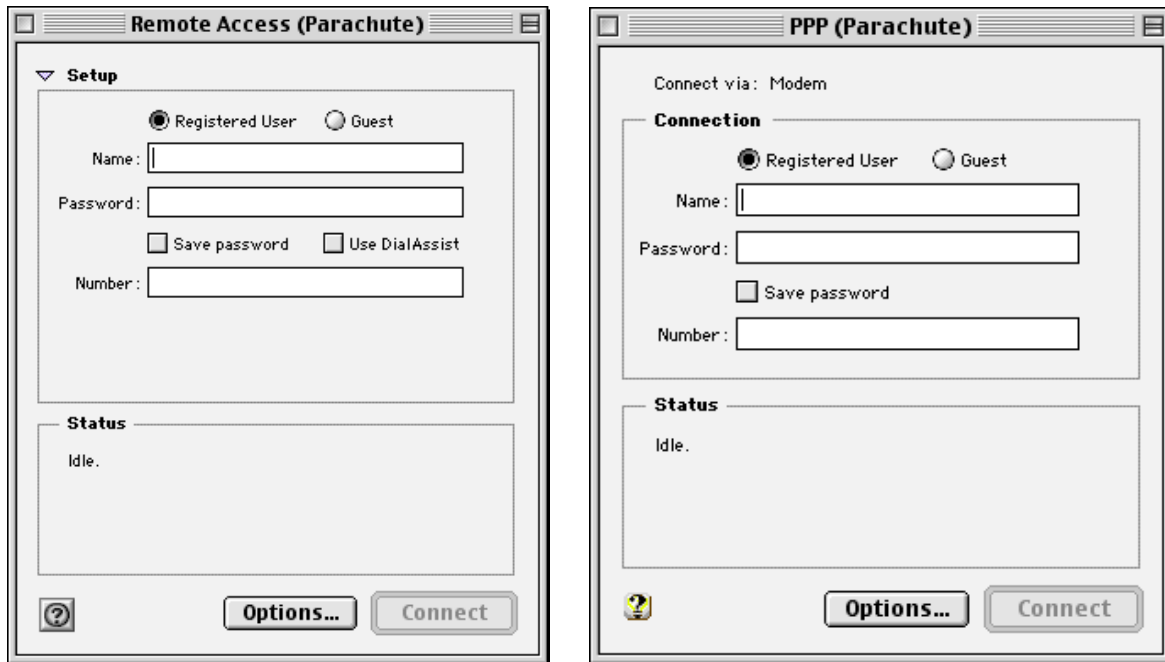 Remote Access (Parachute)
Setup
Registered User Guest
Name:
Password:
Save password Use DialAssist
Number:
Status
Idle.
? Options... Connect
PPP (Parachute)
Connect via: Modem
Connection
Registered User Guest
Name:
Password:
Save password
Number:
Status
Idle.
? Options... Connect